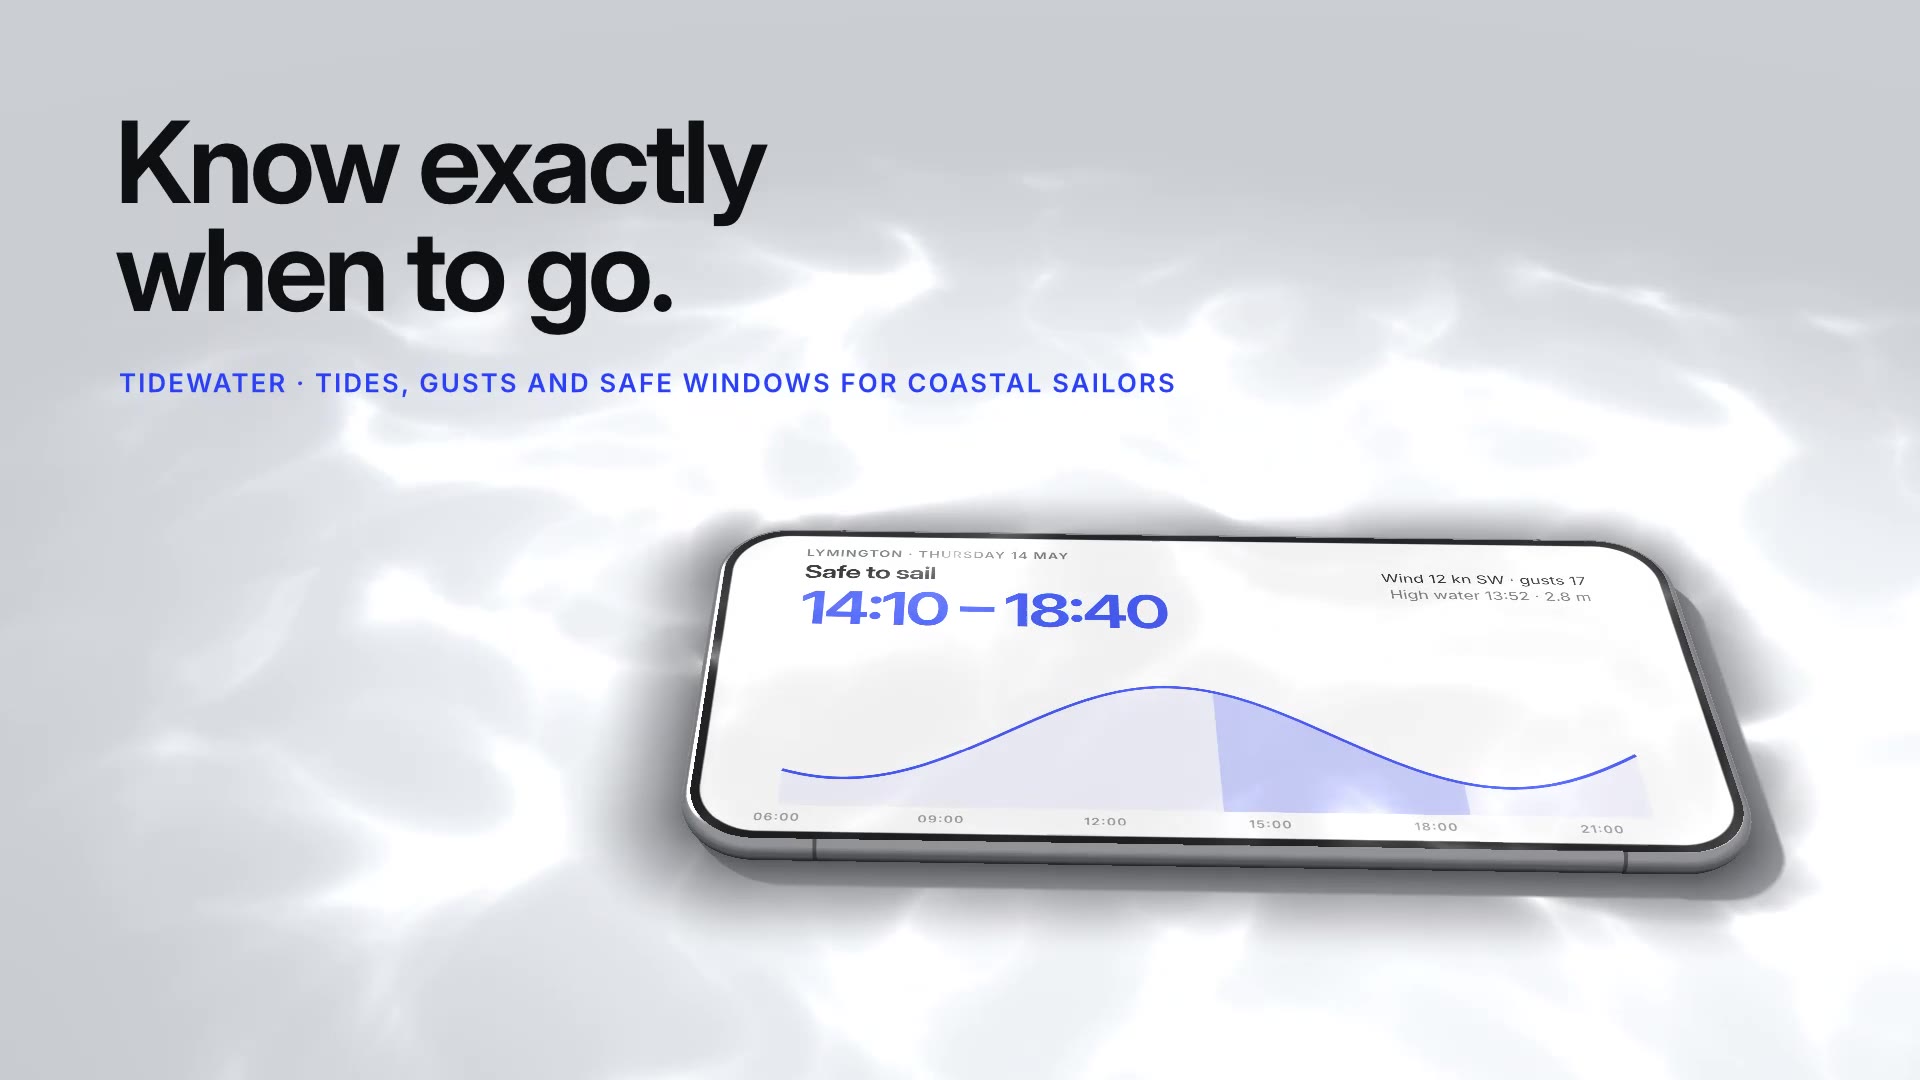 Know exactly
when to go.
TIDEWATER · TIDES, GUSTS AND SAFE WINDOWS FOR COASTAL SAILORS
LYMINGTON · THURSDAY 14 MAY
Safe to sail
14:10 – 18:40
Wind 12 kn SW · gusts 17
High water 13:52 · 2.8 m
06:00 09:00 12:00 15:00 18:00 21:00